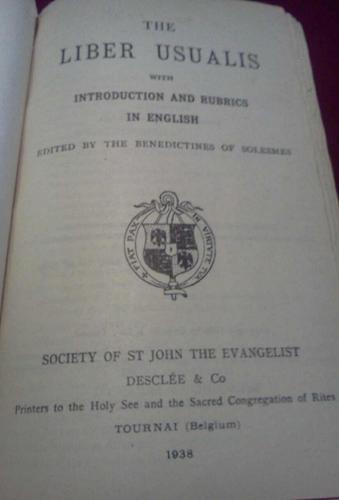 THE
LIBER USUALIS
WITH
INTRODUCTION AND RUBRICS
IN ENGLISH
EDITED BY THE BENEDICTINES OF SOLESMES
FIAT PAX IN VIRTUTE TUA
SOCIETY OF ST JOHN THE EVANGELIST
DESCLÉE & Co
Printers to the Holy See and the Sacred Congregation of Rites
TOURNAI (Belgium)
1938